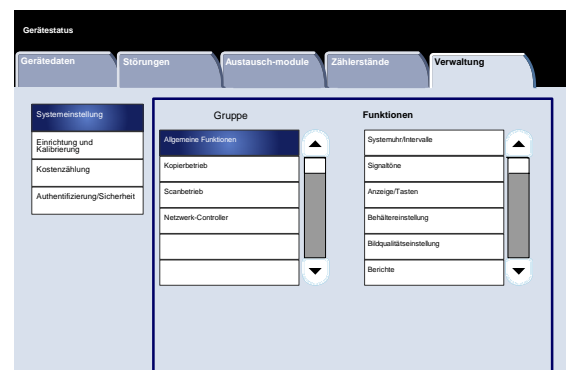 Gerätestatus
Gerätedaten
Störungen
Austausch-module
Zählerstände
Verwaltung
Systemeinstellung
Einrichtung und
Kalibrierung
Kostenzählung
Authentifizierung/Sicherheit
Gruppe
Allgemeine Funktionen
Kopierbetrieb
Scanbetrieb
Netzwerk-Controller
Funktionen
Systemuhr/Intervalle
Signaltöne
Anzeige/Tasten
Behältereinstellung
Bildqualitätseinstellung
Berichte